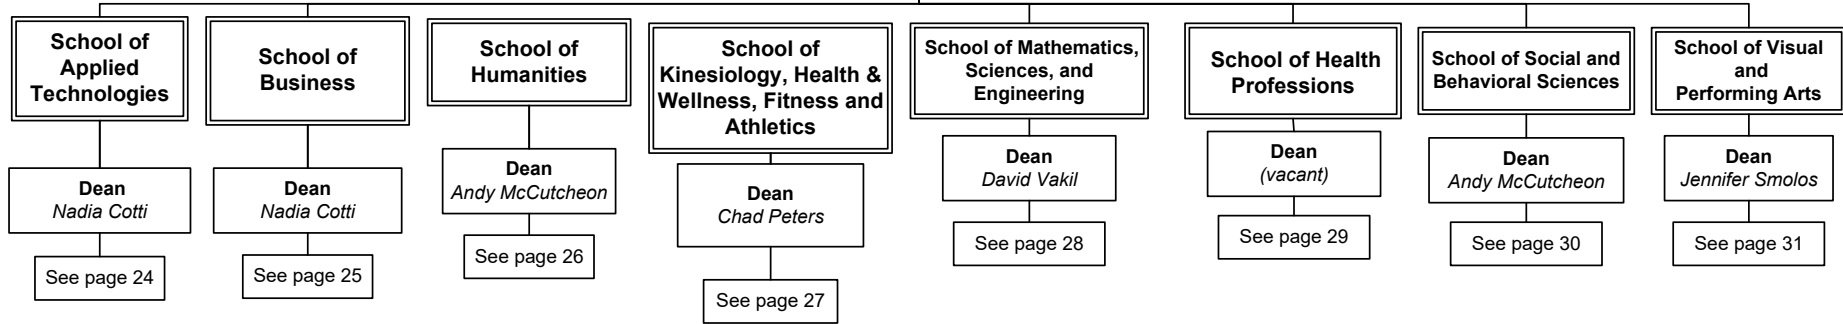 School of
Applied
Technologies
Dean
Nadia Cotti
See page 24
School of
Business
Dean
Nadia Cotti
See page 25
School of
Humanities
Dean
Andy McCutcheon
See page 26
School of
Kinesiology, Health &
Wellness, Fitness and
Athletics
Dean
Chad Peters
See page 27
School of Mathematics,
Sciences, and
Engineering
Dean
David Vakil
See page 28
School of Health
Professions
Dean
(vacant)
See page 29
School of Social and
Behavioral Sciences
Dean
Andy McCutcheon
See page 30
School of Visual
and
Performing Arts
Dean
Jennifer Smolos
See page 31